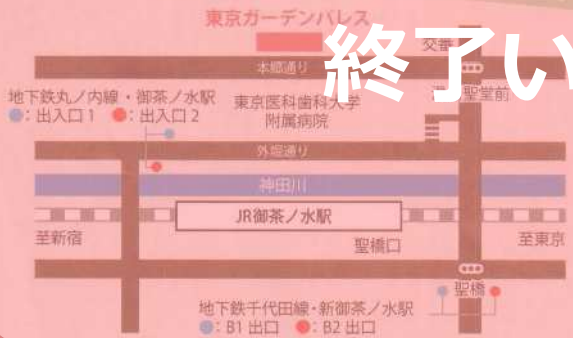 東京ガーデンパレス
終了い
交番
本郷通り
聖堂前
地下鉄丸ノ内線・御茶ノ水駅
●：出入口1 ●：出入口2
東京医科歯科大学
附属病院
外堀通り
神田川
JR御茶ノ水駅
至新宿
聖橋口
至東京
聖橋
地下鉄千代田線・新御茶ノ水駅
●：B1 出口 ●：B2 出口